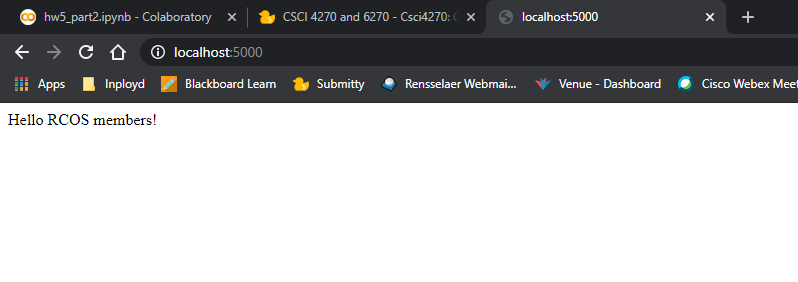 hw5_part2.ipynb - Colaboratory CSCI 4270 and 6270 - Csci4270: localhost:5000
localhost:5000
Apps Inployd Blackboard Learn Submitty Rensselaer Webmai... Venue - Dashboard Cisco Webex Meet
Hello RCOS members!